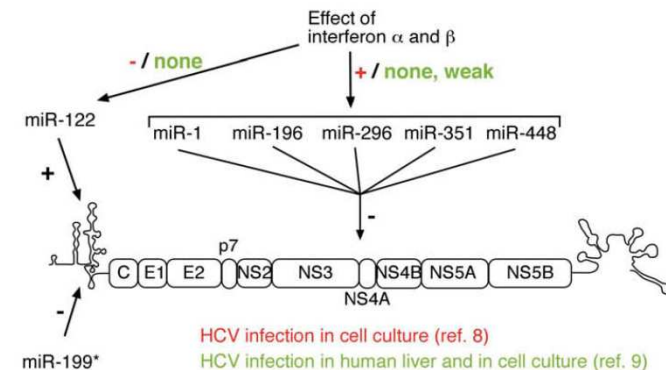 Effect of
interferon α and β
- / none
+ / none, weak
miR-122
miR-1 miR-196 miR-296 miR-351 miR-448
+
-
p7
C E1 E2 NS2 NS3 NS4B NS5A NS5B
NS4A
-
HCV infection in cell culture (ref. 8)
miR-199*
HCV infection in human liver and in cell culture (ref. 9)